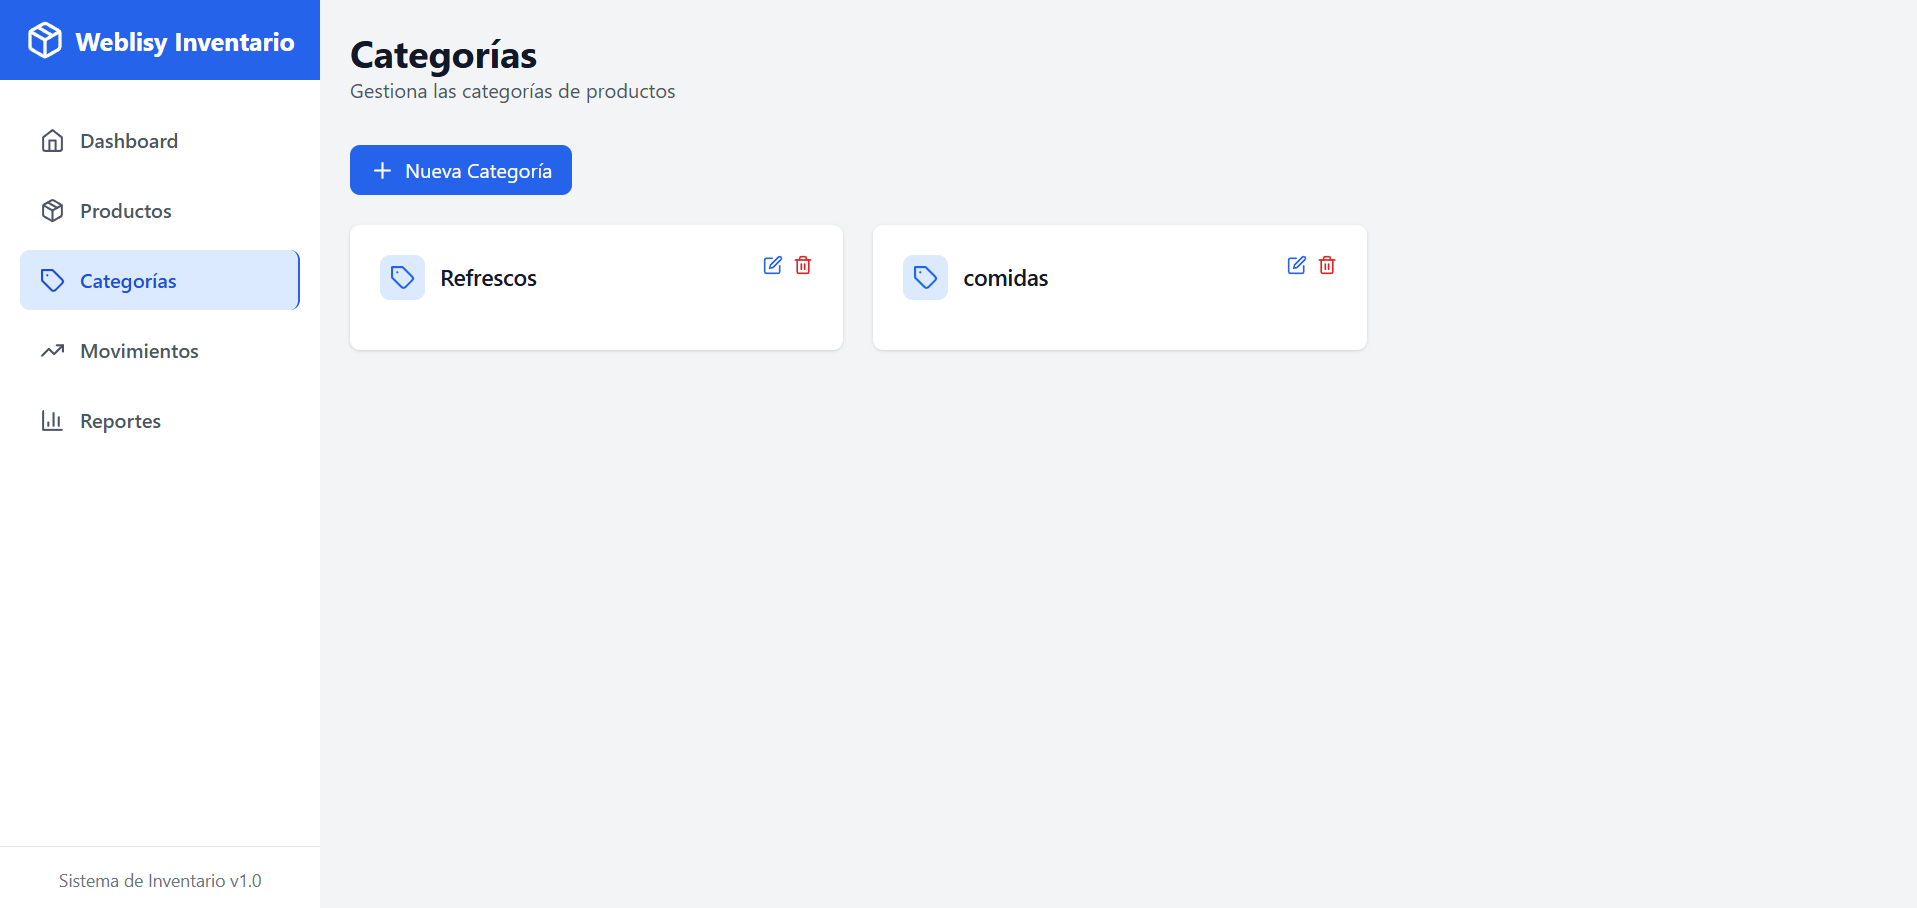 Weblisy Inventario
Dashboard
Productos
Categorías
Movimientos
Reportes
Sistema de Inventario v1.0
Categorías
Gestiona las categorías de productos
Nueva Categoría
Refrescos
comidas